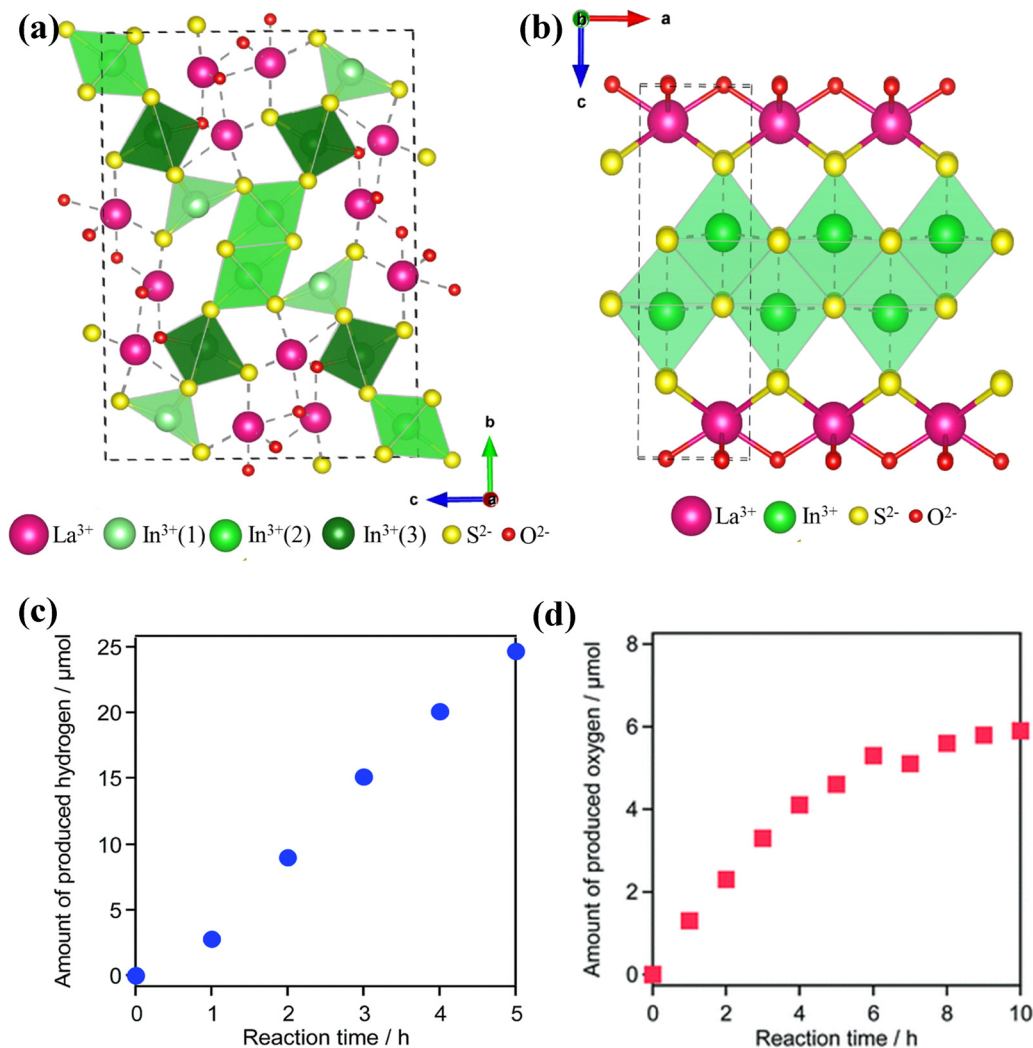 (a)
b
c
a
La³⁺ In³⁺(1) In³⁺(2) In³⁺(3) S²⁻ O²⁻
(b)
b
a
c
La³⁺ In³⁺ S²⁻ O²⁻
(c)
Amount of produced hydrogen / µmol
25
20
15
10
5
0
0 1 2 3 4 5
Reaction time / h
(d)
Amount of produced oxygen / µmol
8
6
4
2
0
0 2 4 6 8 10
Reaction time / h